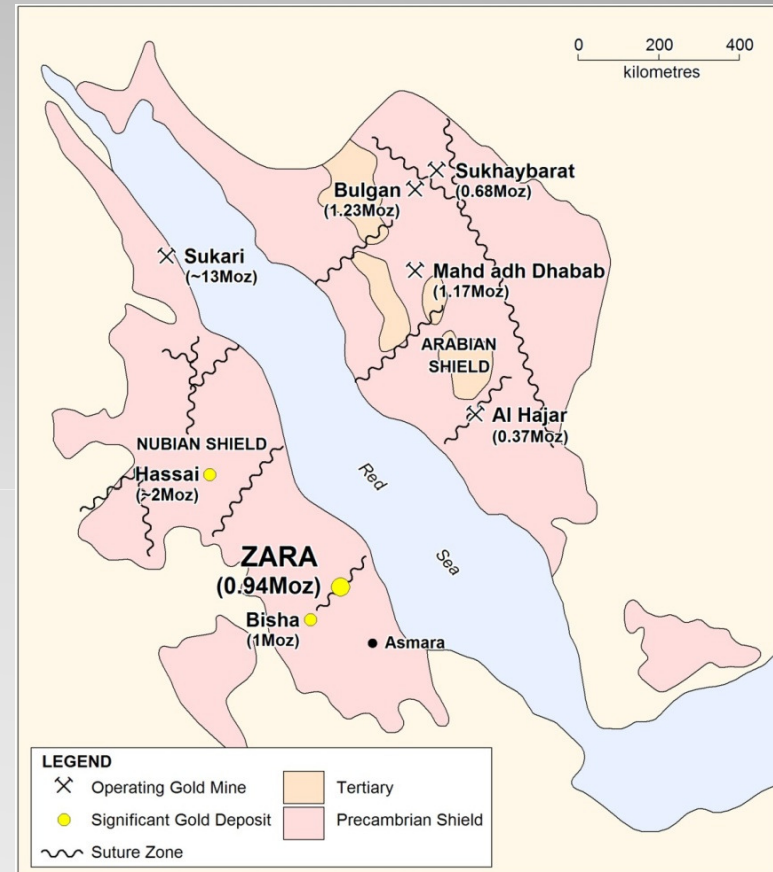 0 200 400
kilometres
Sukhaybarat
(0.68Moz)
Bulgan
(1.23Moz)
Sukari
(~13Moz)
Mahd adh Dhabab
(1.17Moz)
ARABIAN
SHIELD
Al Hajar
(0.37Moz)
NUBIAN SHIELD
Hassai
(~2Moz)
Red
Sea
ZARA
(0.94Moz)
Bisha
(1Moz)
Asmara
LEGEND
Operating Gold Mine
Tertiary
Significant Gold Deposit
Precambrian Shield
Suture Zone